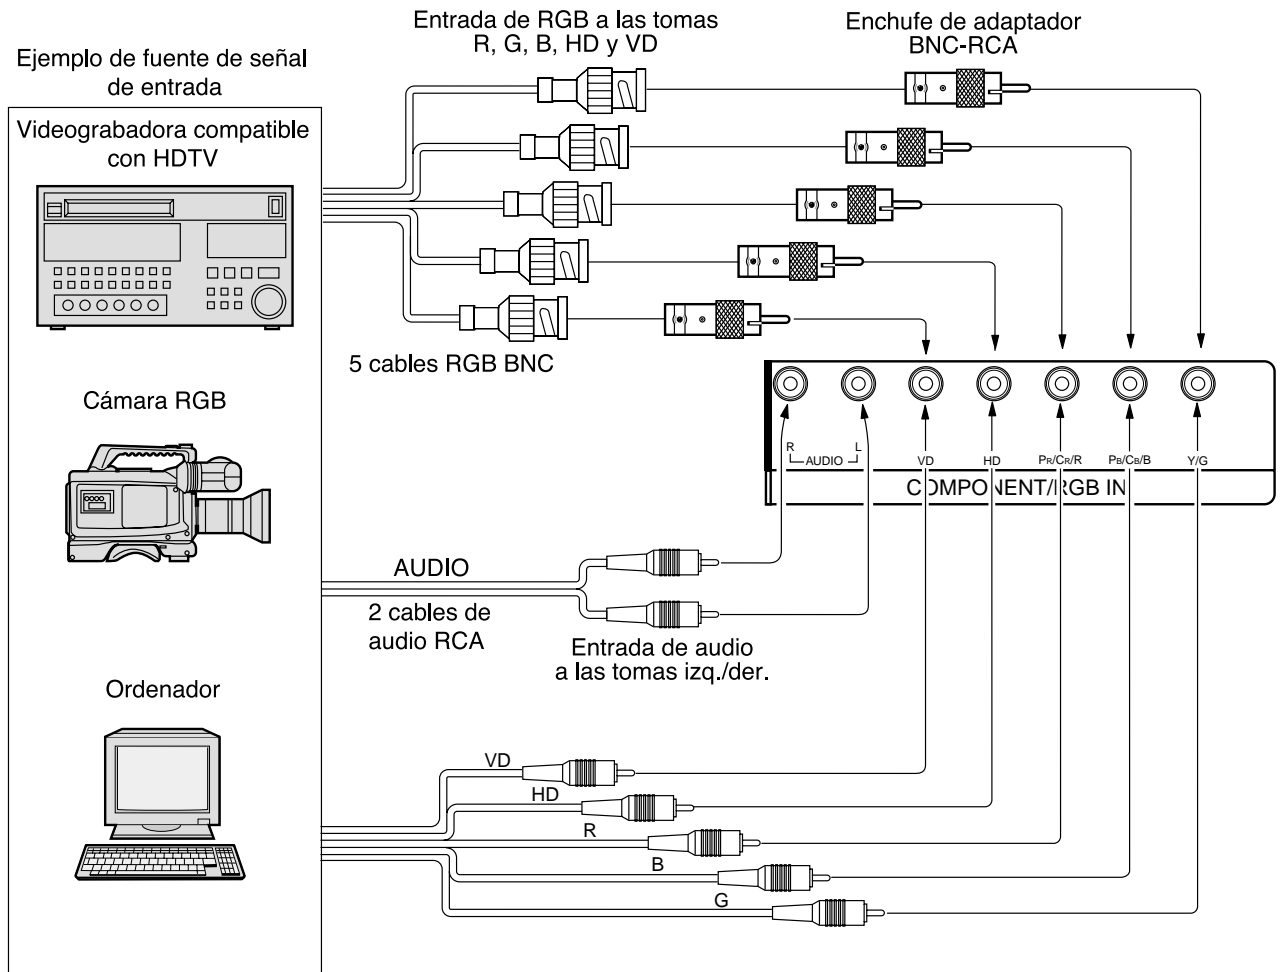 Entrada de RGB a las tomas
R, G, B, HD y VD
Enchufe de adaptador
BNC-RCA
Ejemplo de fuente de señal
de entrada
Videograbadora compatible
con HDTV
5 cables RGB BNC
Cámara RGB
R
L
AUDIO
VD
HD
PR/CR/R
PB/CB/B
Y/G
COMPONENT/RGB IN
AUDIO
2 cables de
audio RCA
Entrada de audio
a las tomas izq./der.
Ordenador
VD
HD
R
B
G